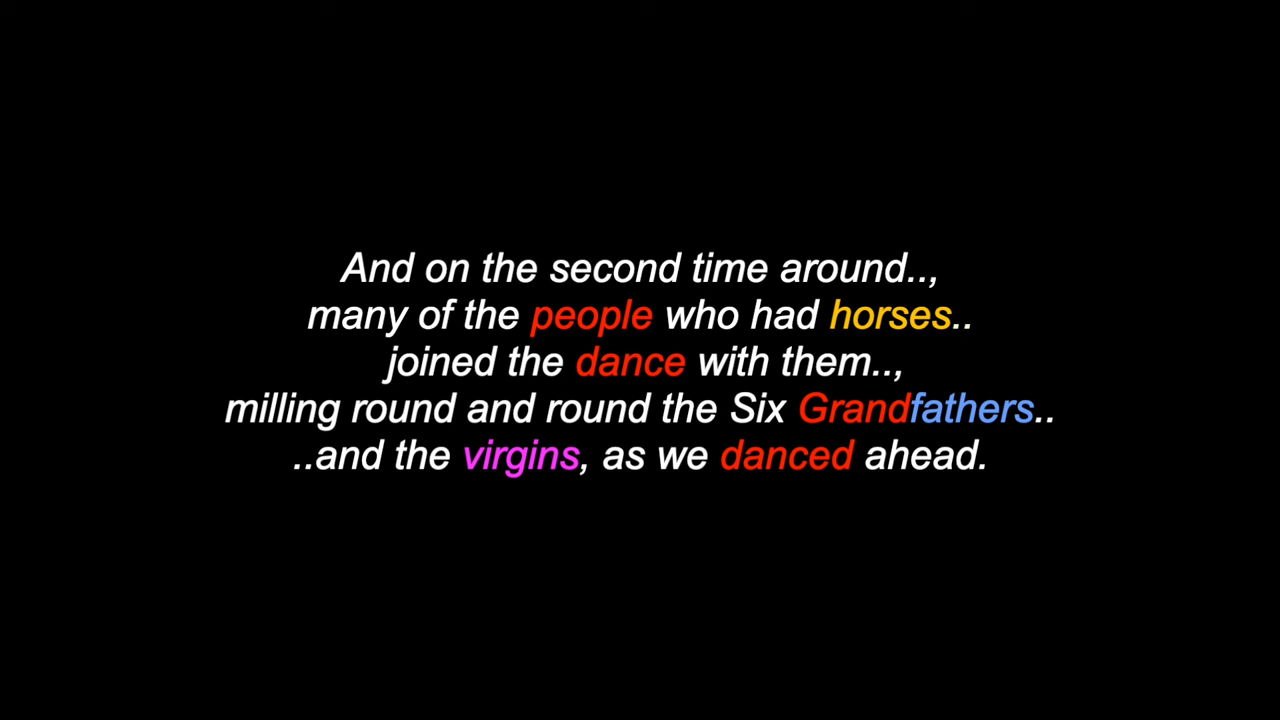 And on the second time around..,
many of the people who had horses..
joined the dance with them..,
milling round and round the Six Grandfathers..
..and the virgins, as we danced ahead.